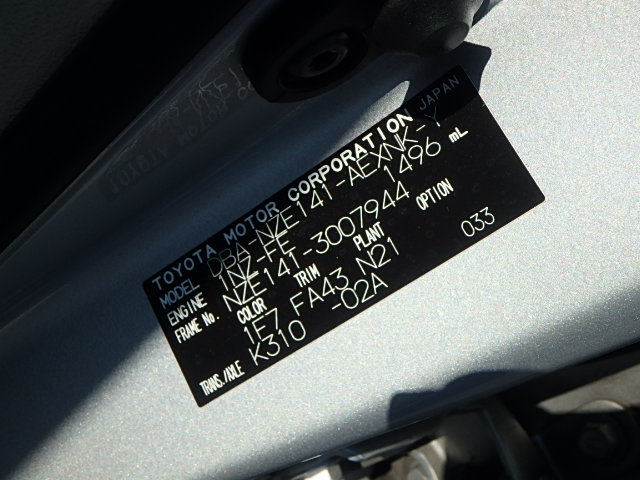 TOYOTA MOTOR CORPORATION JAPAN
MODEL DBA-NZE141-AEXNK-Y
ENGINE 1NZ-FE 1496 mL
FRAME No. NZE141-3007944
COLOR TRIM PLANT OPTION
1F7 FA43 N21 033
TRANS./AXLE K310 -02A